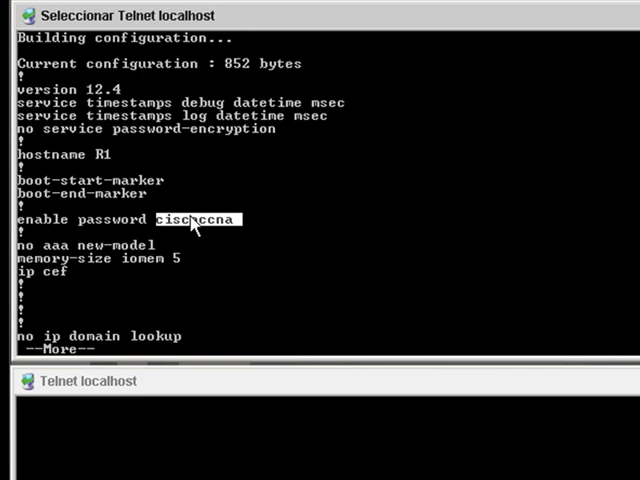 Seleccionar Telnet localhost
Building configuration...
Current configuration : 852 bytes
!
version 12.4
service timestamps debug datetime msec
service timestamps log datetime msec
no service password-encryption
!
hostname R1
!
boot-start-marker
boot-end-marker
!
enable password ciscoccna
!
no aaa new-model
memory-size iomem 5
ip cef
!
!
!
!
no ip domain lookup
--More--
Telnet localhost